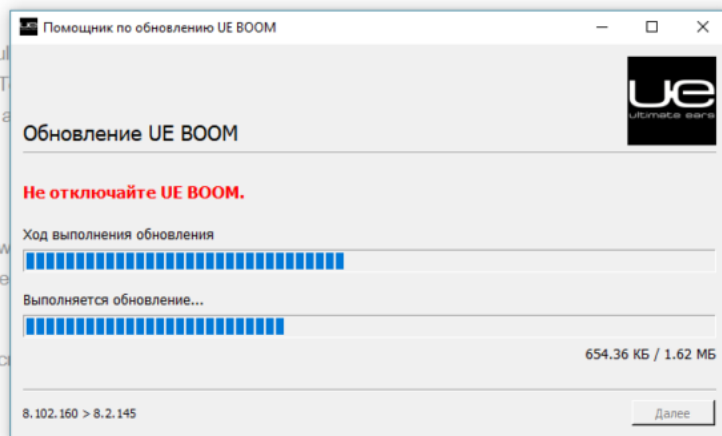 Помощник по обновлению UE BOOM
ue
ultimate ears
Обновление UE BOOM
Не отключайте UE BOOM.
Ход выполнения обновления
Выполняется обновление...
654.36 КБ / 1.62 МБ
8.102.160 > 8.2.145
Далее